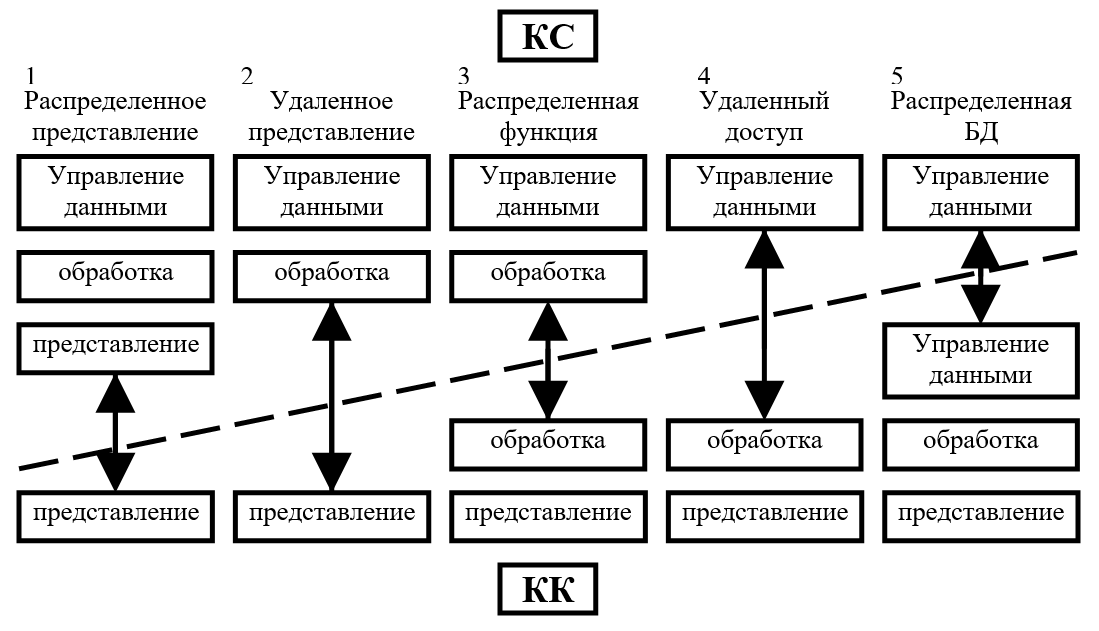 КС
1
Распределенное
представление
2
Удаленное
представление
3
Распределенная
функция
4
Удаленный
доступ
5
Распределенная
БД
Управление
данными
Управление
данными
Управление
данными
Управление
данными
Управление
данными
обработка
обработка
обработка
представление
Управление
данными
обработка
обработка
обработка
представление
представление
представление
представление
представление
КК